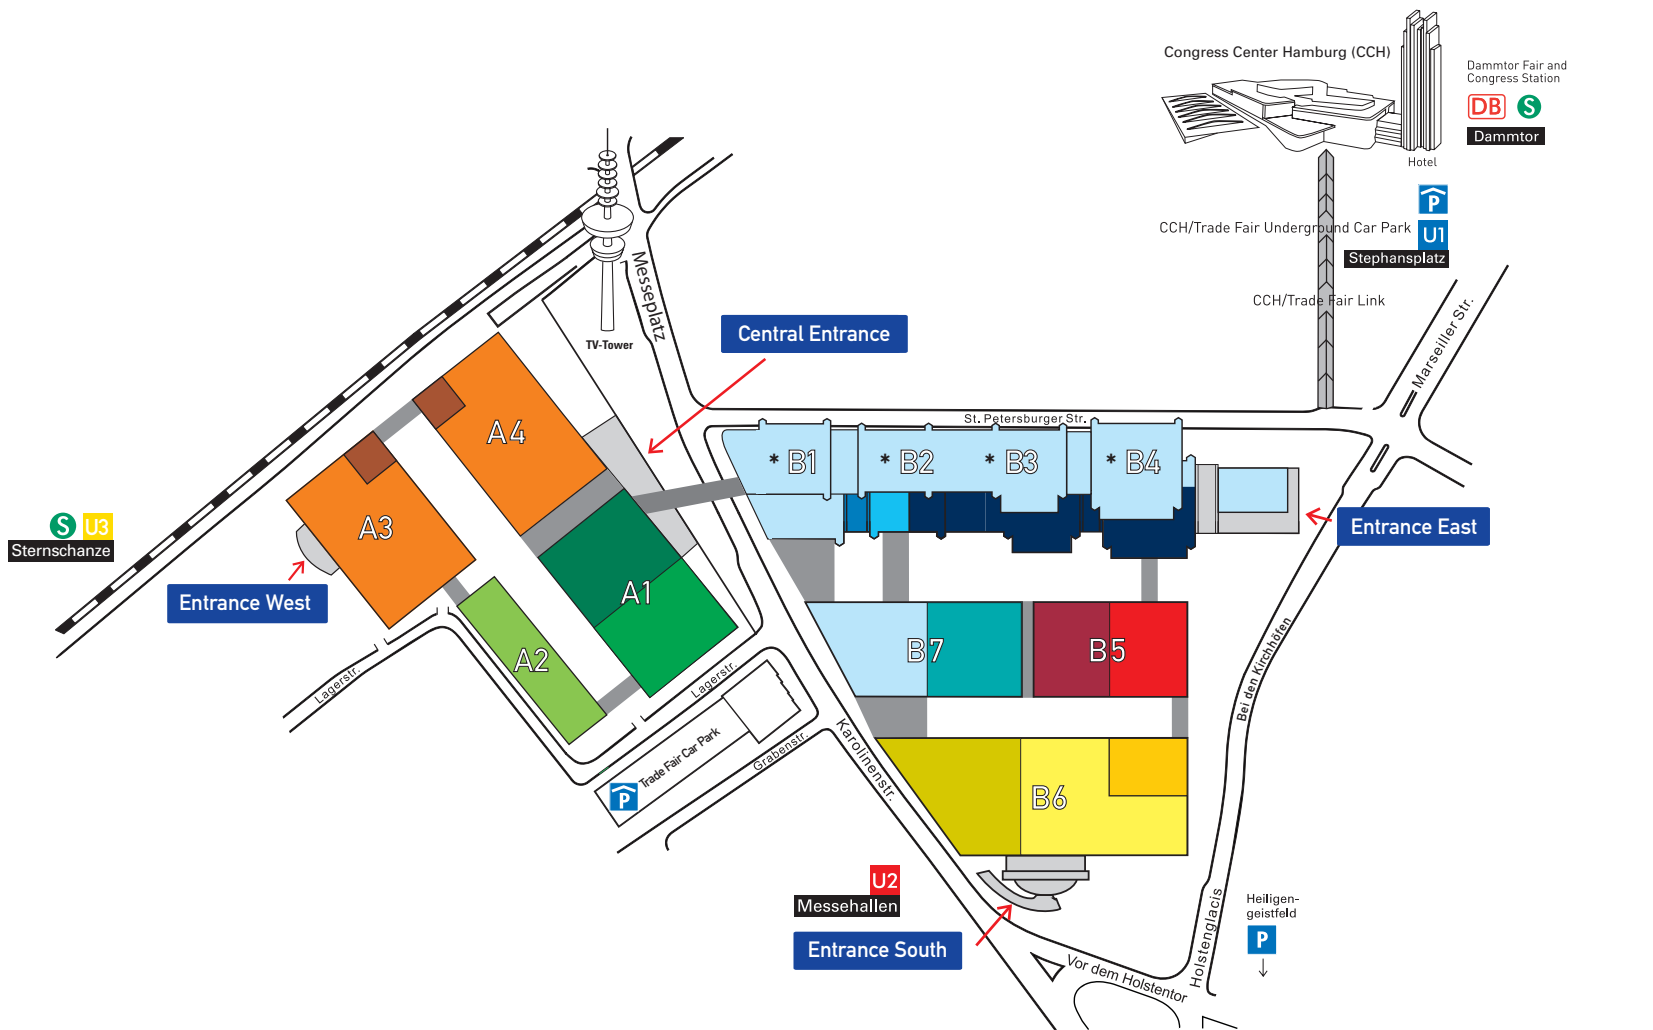 Congress Center Hamburg (CCH)
Dammtor Fair and
Congress Station
DB S
Dammtor
Hotel
P
CCH/Trade Fair Underground Car Park
U1
Stephansplatz
CCH/Trade Fair Link
Marseiller Str.
Messeplatz
TV-Tower
Central Entrance
St. Petersburger Str.
A4
* B1
* B2
* B3
* B4
A3
S U3
Sternschanze
Entrance East
Entrance West
A1
A2
B7
B5
Bei den Kirchhöfen
Lagerstr.
Lagerstr.
Trade Fair Car Park
P
Grabenstr.
Karolinenstr.
B6
U2
Messehallen
Entrance South
Heiligen-
geistfeld
P
Holstenglacis
Vor dem Holstentor